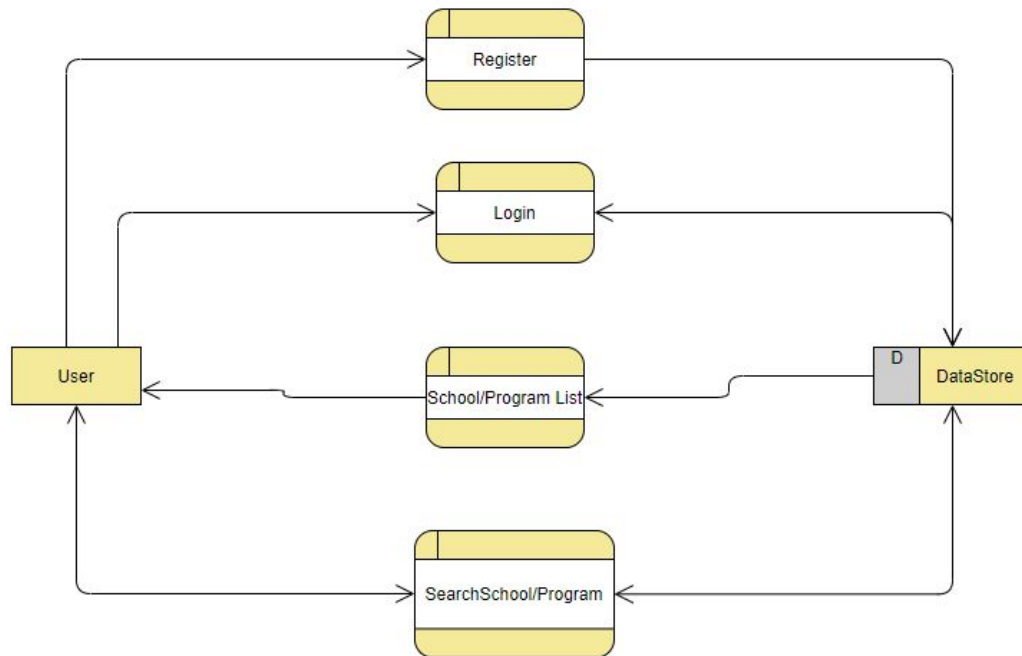 Register
Login
User
School/Program List
D
DataStore
SearchSchool/Program